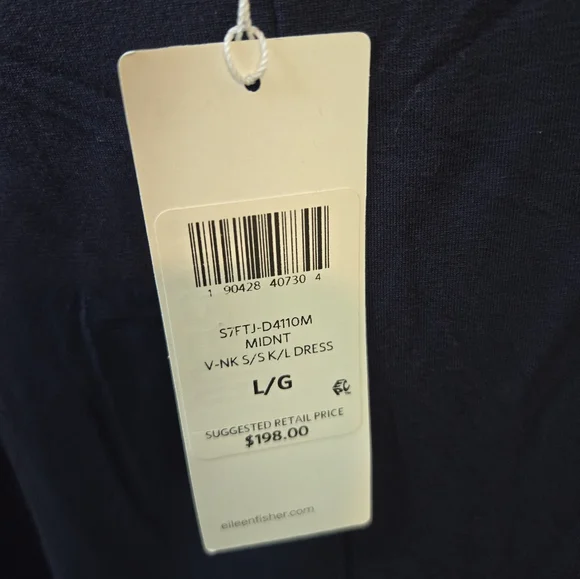 1 90428 40730 4
S7FTJ-D4110M
MIDNT
V-NK S/S K/L DRESS
L/G
SUGGESTED RETAIL PRICE
$198.00
eileenfisher.com